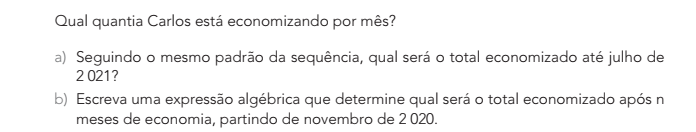 Qual quantia Carlos está economizando por mês?
a) Seguindo o mesmo padrão da sequência, qual será o total economizado até julho de
2 021?
b) Escreva uma expressão algébrica que determine qual será o total economizado após n
meses de economia, partindo de novembro de 2 020.